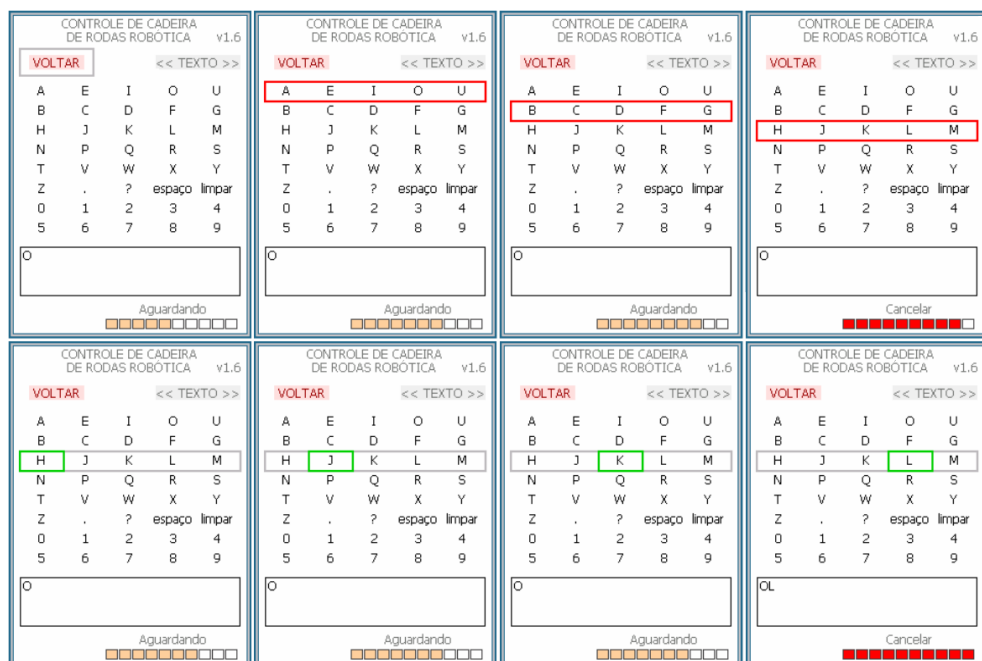 CONTROLE DE CADEIRA
DE RODAS ROBÓTICA v1.6
VOLTAR << TEXTO >>
A E I O U
B C D F G
H J K L M
N P Q R S
T V W X Y
Z . ? espaço limpar
0 1 2 3 4
5 6 7 8 9
O
Aguardando
CONTROLE DE CADEIRA
DE RODAS ROBÓTICA v1.6
VOLTAR << TEXTO >>
A E I O U
B C D F G
H J K L M
N P Q R S
T V W X Y
Z . ? espaço limpar
0 1 2 3 4
5 6 7 8 9
O
Aguardando
CONTROLE DE CADEIRA
DE RODAS ROBÓTICA v1.6
VOLTAR << TEXTO >>
A E I O U
B C D F G
H J K L M
N P Q R S
T V W X Y
Z . ? espaço limpar
0 1 2 3 4
5 6 7 8 9
O
Aguardando
CONTROLE DE CADEIRA
DE RODAS ROBÓTICA v1.6
VOLTAR << TEXTO >>
A E I O U
B C D F G
H J K L M
N P Q R S
T V W X Y
Z . ? espaço limpar
0 1 2 3 4
5 6 7 8 9
O
Cancelar
CONTROLE DE CADEIRA
DE RODAS ROBÓTICA v1.6
VOLTAR << TEXTO >>
A E I O U
B C D F G
H J K L M
N P Q R S
T V W X Y
Z . ? espaço limpar
0 1 2 3 4
5 6 7 8 9
O
Aguardando
CONTROLE DE CADEIRA
DE RODAS ROBÓTICA v1.6
VOLTAR << TEXTO >>
A E I O U
B C D F G
H J K L M
N P Q R S
T V W X Y
Z . ? espaço limpar
0 1 2 3 4
5 6 7 8 9
O
Aguardando
CONTROLE DE CADEIRA
DE RODAS ROBÓTICA v1.6
VOLTAR << TEXTO >>
A E I O U
B C D F G
H J K L M
N P Q R S
T V W X Y
Z . ? espaço limpar
0 1 2 3 4
5 6 7 8 9
O
Aguardando
CONTROLE DE CADEIRA
DE RODAS ROBÓTICA v1.6
VOLTAR << TEXTO >>
A E I O U
B C D F G
H J K L M
N P Q R S
T V W X Y
Z . ? espaço limpar
0 1 2 3 4
5 6 7 8 9
OL
Cancelar